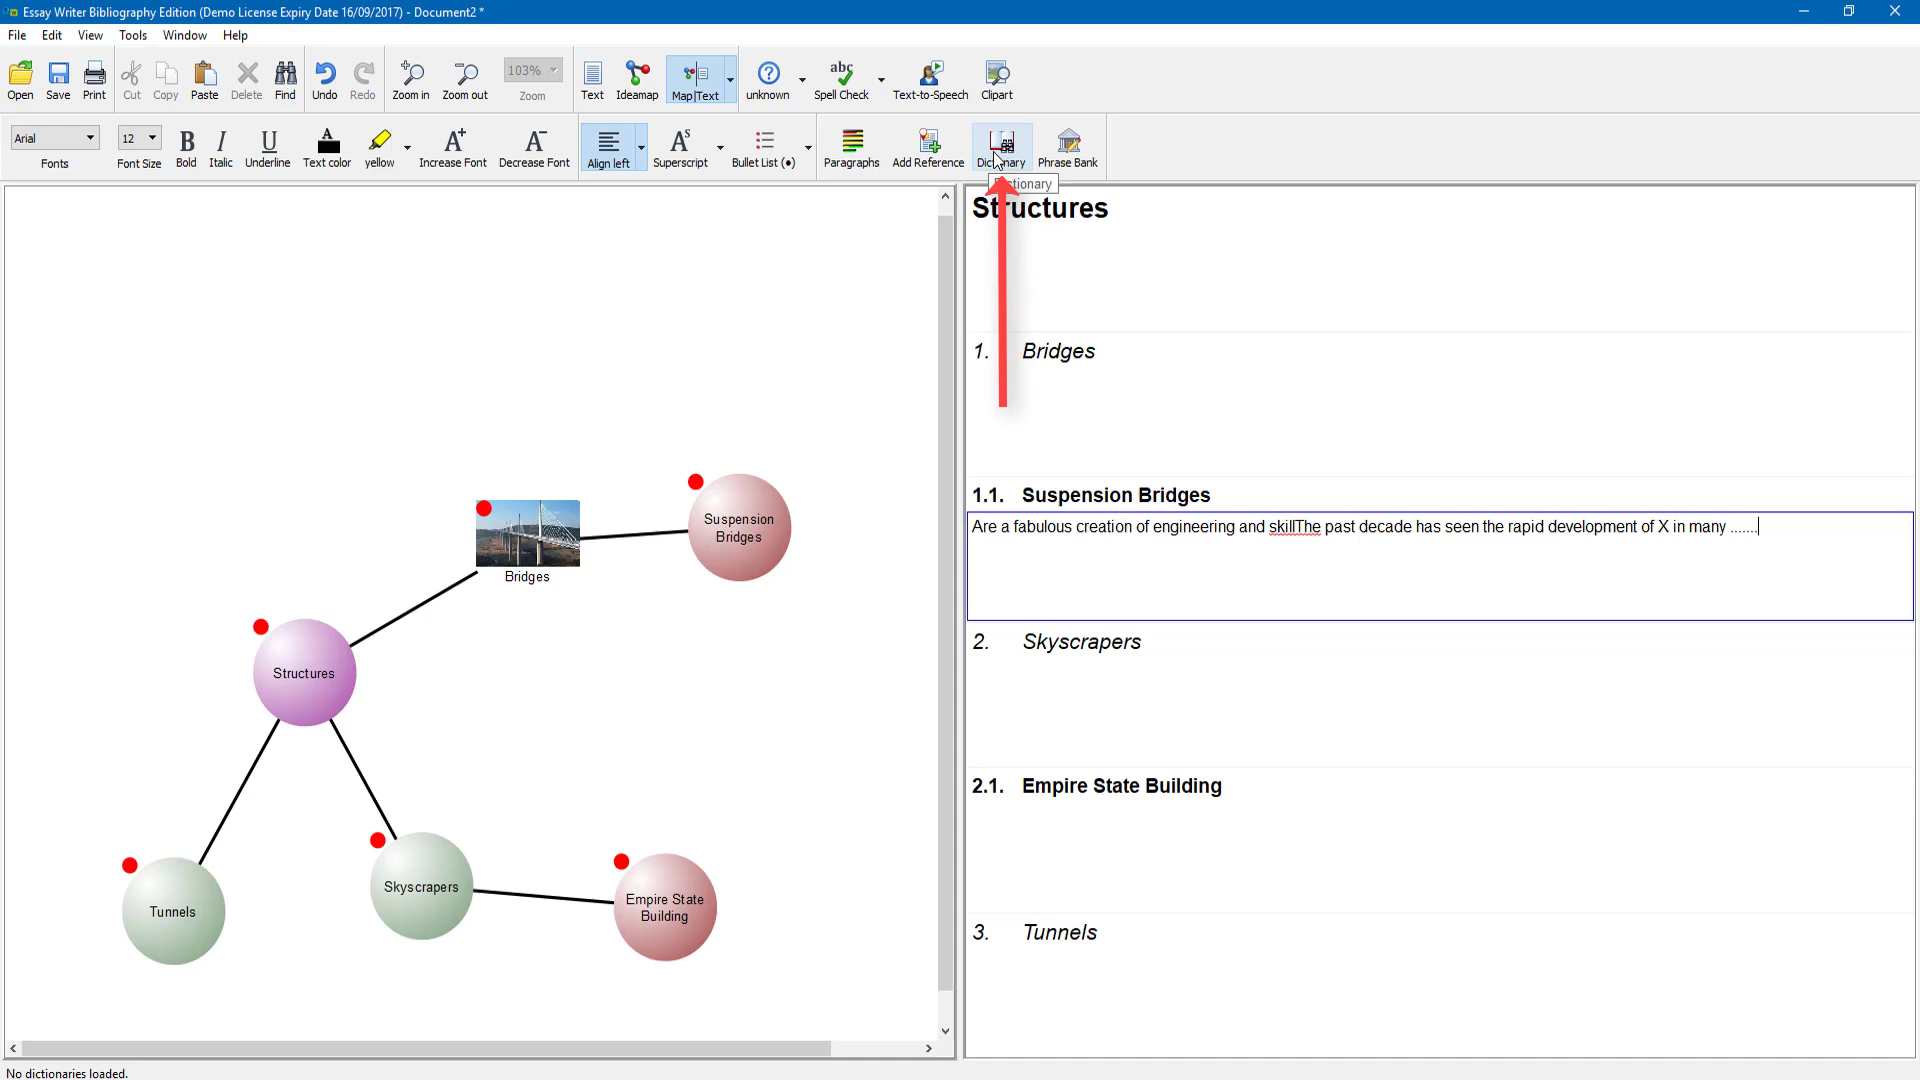 Essay Writer Bibliography Edition (Demo License Expiry Date 16/09/2017) - Document2 *
File Edit View Tools Window Help
Open Save Print Cut Copy Paste Delete Find Undo Redo Zoom in Zoom out 103% Zoom Text Ideamap Map|Text unknown abc Spell Check Text-to-Speech Clipart
Arial Fonts 12 Font Size Bold Italic Underline Text color yellow Increase Font Decrease Font Align left Superscript Bullet List (●) Paragraphs Add Reference Dictionary Phrase Bank
Structures
1. Bridges
1.1. Suspension Bridges
Are a fabulous creation of engineering and skillThe past decade has seen the rapid development of X in many .......
2. Skyscrapers
2.1. Empire State Building
3. Tunnels
Suspension
Bridges
Bridges
Structures
Skyscrapers
Empire State
Building
Tunnels
No dictionaries loaded.